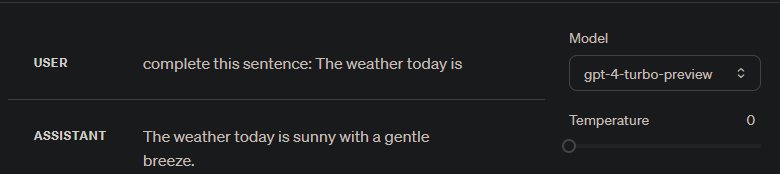 Model
USER complete this sentence: The weather today is
gpt-4-turbo-preview
Temperature 0
ASSISTANT The weather today is sunny with a gentle
breeze.